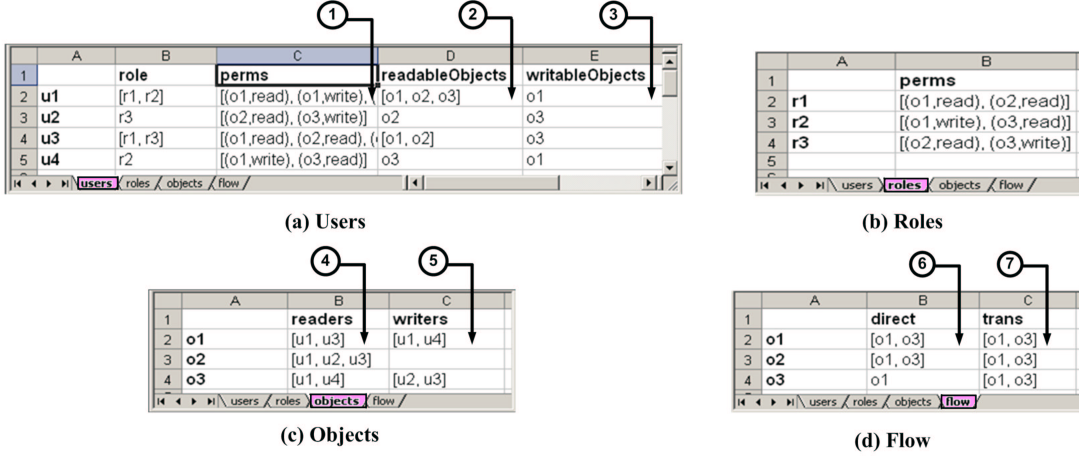 1 2 3
A B C D E
1 role perms readableObjects writableObjects
2 u1 [r1, r2] [(o1,read), (o1,write), ( [o1, o2, o3] o1
3 u2 r3 [(o2,read), (o3,write)] o2 o3
4 u3 [r1, r3] [(o1,read), (o2,read), (o [o1, o2] o3
5 u4 r2 [(o1,write), (o3,read)] o3 o1
users roles objects flow
(a) Users
A B
1 perms
2 r1 [(o1,read), (o2,read)]
3 r2 [(o1,write), (o3,read)]
4 r3 [(o2,read), (o3,write)]
5
users roles objects flow
(b) Roles
4 5
A B C
1 readers writers
2 o1 [u1, u3] [u1, u4]
3 o2 [u1, u2, u3]
4 o3 [u1, u4] [u2, u3]
users roles objects flow
(c) Objects
6 7
A B C
1 direct trans
2 o1 [o1, o3] [o1, o3]
3 o2 [o1, o3] [o1, o3]
4 o3 o1 [o1, o3]
users roles objects flow
(d) Flow